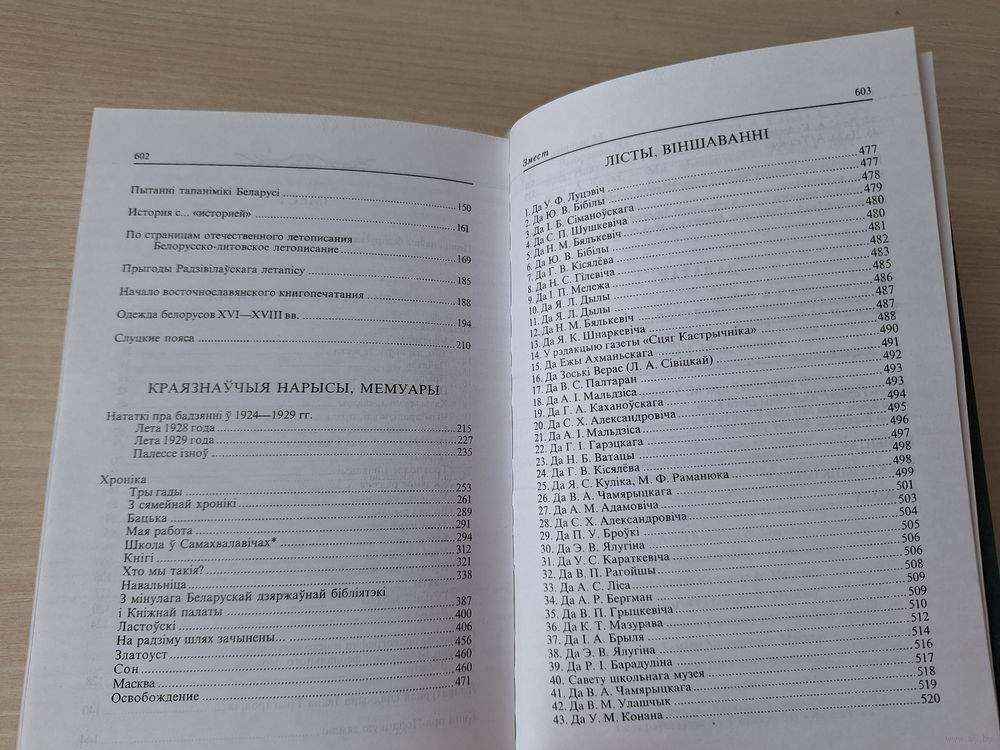 602
Пытанні тапанімікі Беларусі 150
История с... «историей» 161
По страницам отечественного летописания
Белорусско-литовское летописание 169
Прыгоды Радзівілаўскага летапісу 185
Начало восточнославянского книгопечатания 188
Одежда белорусов XVI—XVIII вв. 194
Слуцкие пояса 210
КРАЯЗНАЎЧЫЯ НАРЫСЫ, МЕМУАРЫ
Нататкі пра бадзянні ў 1924—1929 гг.
Лета 1928 года 215
Лета 1929 года 227
Палессе ізноў 235
Хроніка
Тры гады 253
З сямейнай хронікі 261
Бацька 289
Мая работа 291
Школа ў Самахвалавічах* 294
Кнігі 312
Хто мы такія? 321
Навальніца 338
З мінулага Беларускай дзяржаўнай бібліятэкі
і Кніжнай палаты 387
Ластоўскі 400
На радзіму шлях зачынены... 406
Златоуст 456
Сон 460
Масква 460
Освобождение 471
Змест 603
ЛІСТЫ, ВІНШАВАННІ
1. Да У. Ф. Луцэвіч 477
2. Да Ю. В. Бібілы 477
3. Да І. Б. Сіманоўскага 478
4. Да С. П. Шушкевіча 479
5. Да Н. М. Бялькевіч 480
6. Да Ю. В. Бібілы 480
7. Да Г. В. Кісялёва 481
8. Да Н. С. Гілевіча 482
9. Да І. П. Мележа 483
10. Да Я. Л. Дылы 485
11. Да Я. Л. Дылы 486
12. Да Н. М. Бялькевіч 487
13. Да Я. К. Шнаркевіча 487
14. У рэдакцыю газеты «Сцяг Кастрычніка» 488
15. Да Ежы Ахманьскага 490
16. Да Зоські Верас (Л. А. Сівіцкай) 491
17. Да В. С. Палтаран 492
18. Да А. І. Мальдзіса 493
19. Да Г. А. Каханоўскага 493
20. Да С. Х. Александровіча 494
21. Да А. І. Мальдзіса 495
22. Да Г. І. Гарэцкага 496
23. Да Н. Б. Ватацы 497
24. Да Г. В. Кісялёва 498
25. Да Я. С. Куліка, М. Ф. Раманюка 498
26. Да В. А. Чамярыцкага 499
27. Да А. М. Адамовіча 501
28. Да С. Х. Александровіча 503
29. Да П. У. Броўкі 504
30. Да Э. В. Ялугіна 505
31. Да У. С. Караткевіча 506
32. Да В. П. Рагойшы 506
33. Да А. С. Ліса 508
34. Да А. Р. Бергман 509
35. Да В. П. Грыцкевіча 509
36. Да К. Т. Мазурава 510
37. Да І. А. Брыля 512
38. Да Э. В. Ялугіна 514
39. Да Р. І. Барадуліна 516
40. Савету школьнага музея 517
41. Да В. А. Чамярыцкага 518
42. Да В. М. Улашчык 519
43. Да У. М. Конана 520